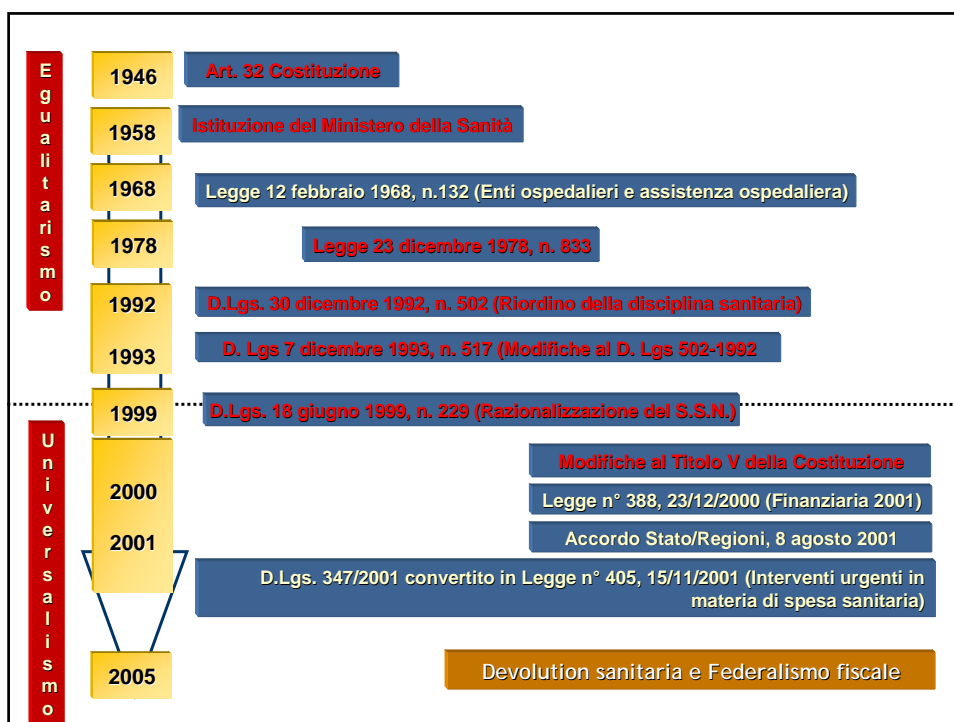 Egualitarismo
1946
Art. 32 Costituzione
1958
Istituzione del Ministero della Sanità
1968
Legge 12 febbraio 1968, n.132 (Enti ospedalieri e assistenza ospedaliera)
1978
Legge 23 dicembre 1978, n. 833
1992
D.Lgs. 30 dicembre 1992, n. 502 (Riordino della disciplina sanitaria)
1993
D. Lgs 7 dicembre 1993, n. 517 (Modifiche al D. Lgs 502-1992
1999
D.Lgs. 18 giugno 1999, n. 229 (Razionalizzazione del S.S.N.)
Universalismo
Modifiche al Titolo V della Costituzione
2000
Legge n° 388, 23/12/2000 (Finanziaria 2001)
2001
Accordo Stato/Regioni, 8 agosto 2001
D.Lgs. 347/2001 convertito in Legge n° 405, 15/11/2001 (Interventi urgenti in
materia di spesa sanitaria)
2005
Devolution sanitaria e Federalismo fiscale